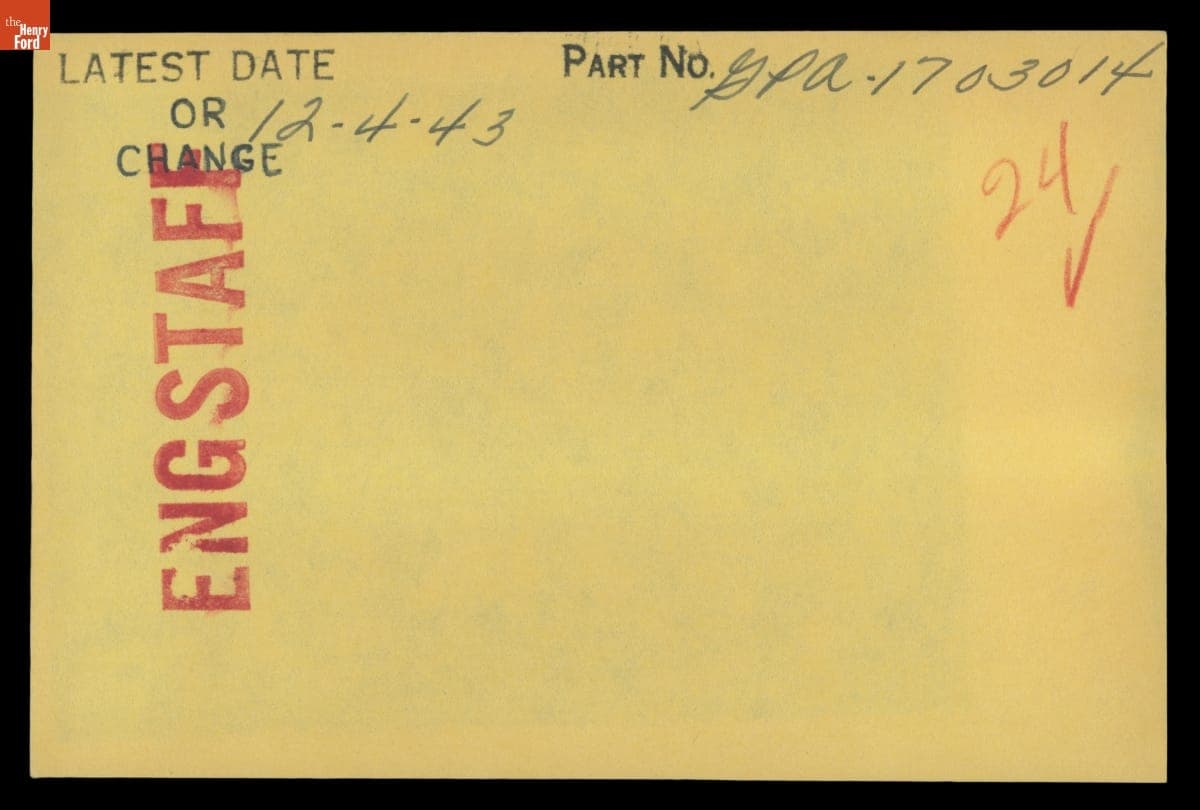 the
Henry
Ford
LATEST DATE
OR 12-4-43
CHANGE
PART NO. GPA-1703014
24
ENGSTAFF